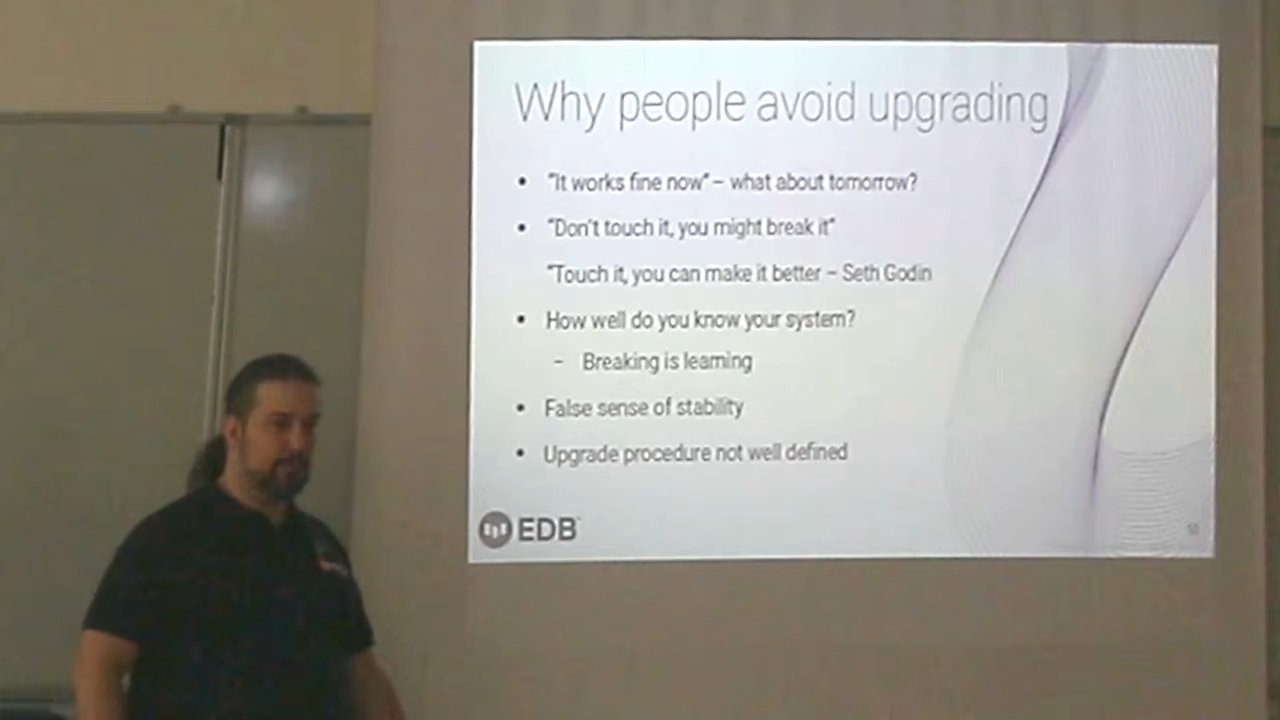 Why people avoid upgrading
• "It works fine now" – what about tomorrow?
• "Don't touch it, you might break it"
"Touch it, you can make it better – Seth Godin
• How well do you know your system?
– Breaking is learning
• False sense of stability
• Upgrade procedure not well defined
EDB